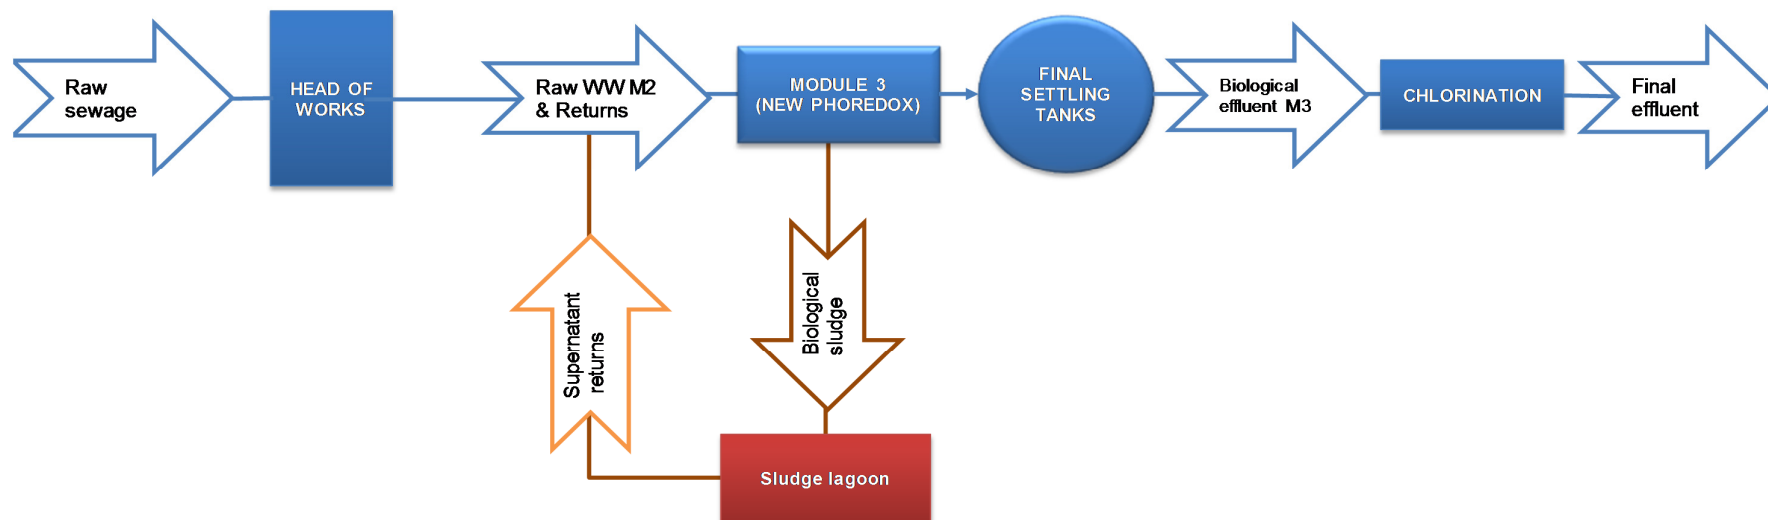 Raw
sewage
HEAD OF
WORKS
Raw WW M2
& Returns
MODULE 3
(NEW PHOREDOX)
FINAL
SETTLING
TANKS
Biological
effluent M3
CHLORINATION
Final
effluent
Supernatant
returns
Biological
sludge
Sludge lagoon